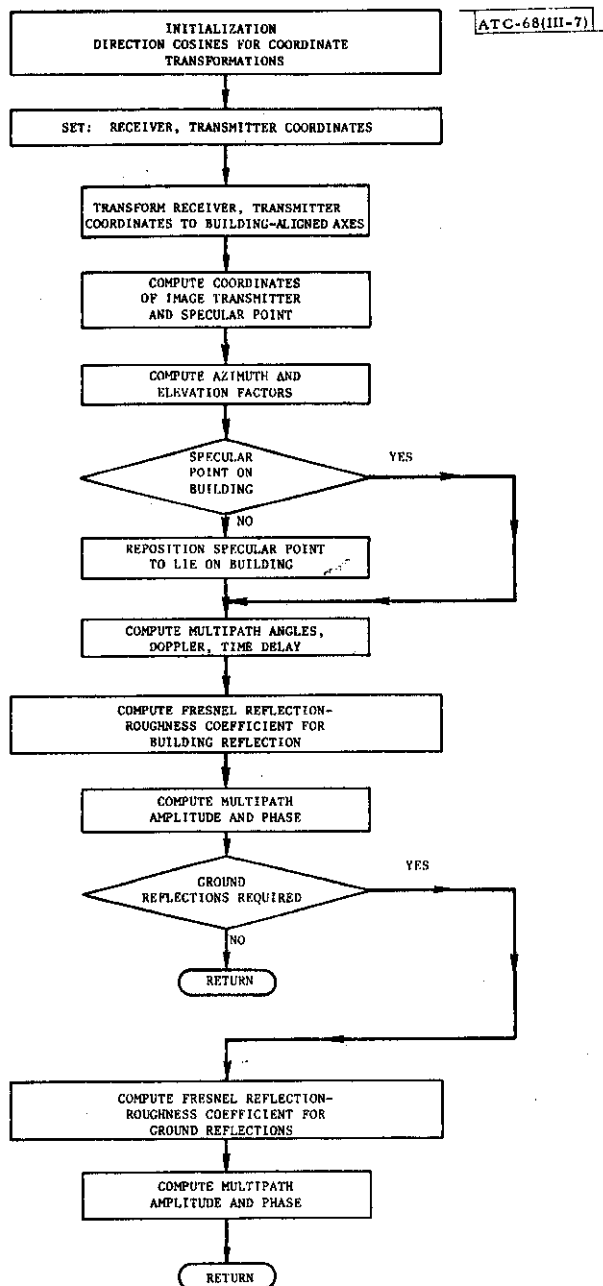 ATC-68(III-7)
INITIALIZATION
DIRECTION COSINES FOR COORDINATE
TRANSFORMATIONS
SET: RECEIVER, TRANSMITTER COORDINATES
TRANSFORM RECEIVER, TRANSMITTER
COORDINATES TO BUILDING-ALIGNED AXES
COMPUTE COORDINATES
OF IMAGE TRANSMITTER
AND SPECULAR POINT
COMPUTE AZIMUTH AND
ELEVATION FACTORS
SPECULAR
POINT ON
BUILDING
YES
NO
REPOSITION SPECULAR POINT
TO LIE ON BUILDING
COMPUTE MULTIPATH ANGLES,
DOPPLER, TIME DELAY
COMPUTE FRESNEL REFLECTION-
ROUGHNESS COEFFICIENT FOR
BUILDING REFLECTION
COMPUTE MULTIPATH
AMPLITUDE AND PHASE
GROUND
REFLECTIONS REQUIRED
YES
NO
RETURN
COMPUTE FRESNEL REFLECTION-
ROUGHNESS COEFFICIENT FOR
GROUND REFLECTIONS
COMPUTE MULTIPATH
AMPLITUDE AND PHASE
RETURN